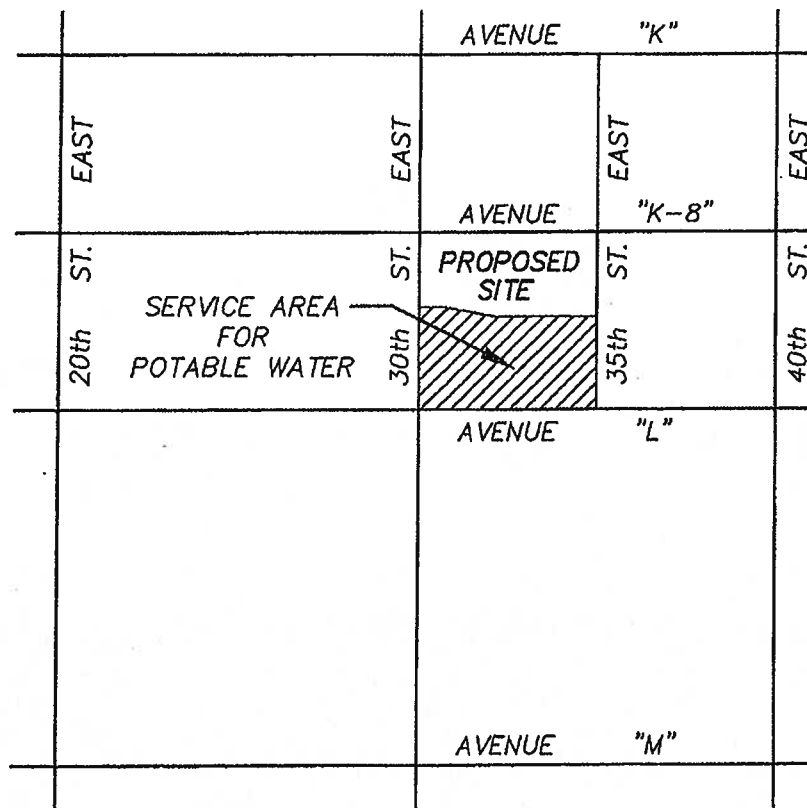 AVENUE "K"
EAST
EAST
EAST
EAST
AVENUE "K-8"
20th ST.
30th ST.
35th ST.
40th ST.
PROPOSED
SITE
SERVICE AREA
FOR
POTABLE WATER
AVENUE "L"
AVENUE "M"